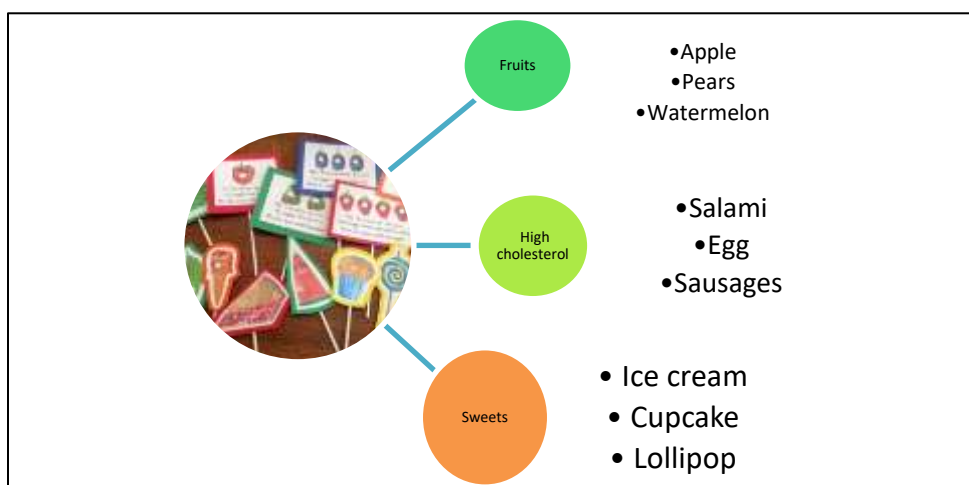 Fruits
•Apple
•Pears
•Watermelon
High
cholesterol
•Salami
•Egg
•Sausages
Sweets
• Ice cream
• Cupcake
• Lollipop